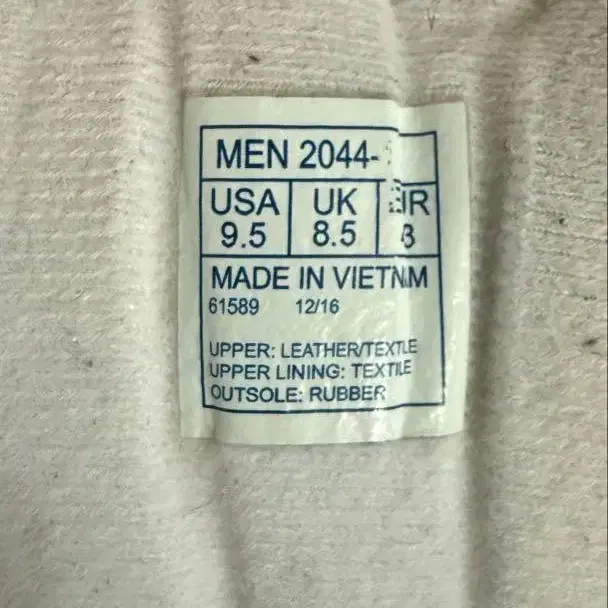 MEN 2044-
USA UK
9.5 8.5
MADE IN VIETNAM
61589 12/16
UPPER: LEATHER/TEXTILE
UPPER LINING: TEXTILE
OUTSOLE: RUBBER